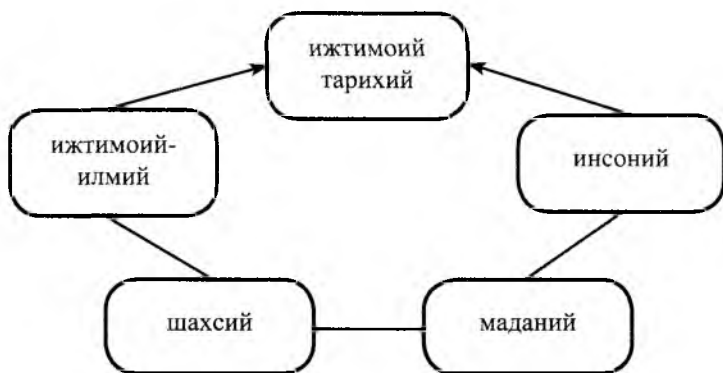 ижтимоий
тарихий
ижтимоий-
илмий
инсоний
шахсий
маданий